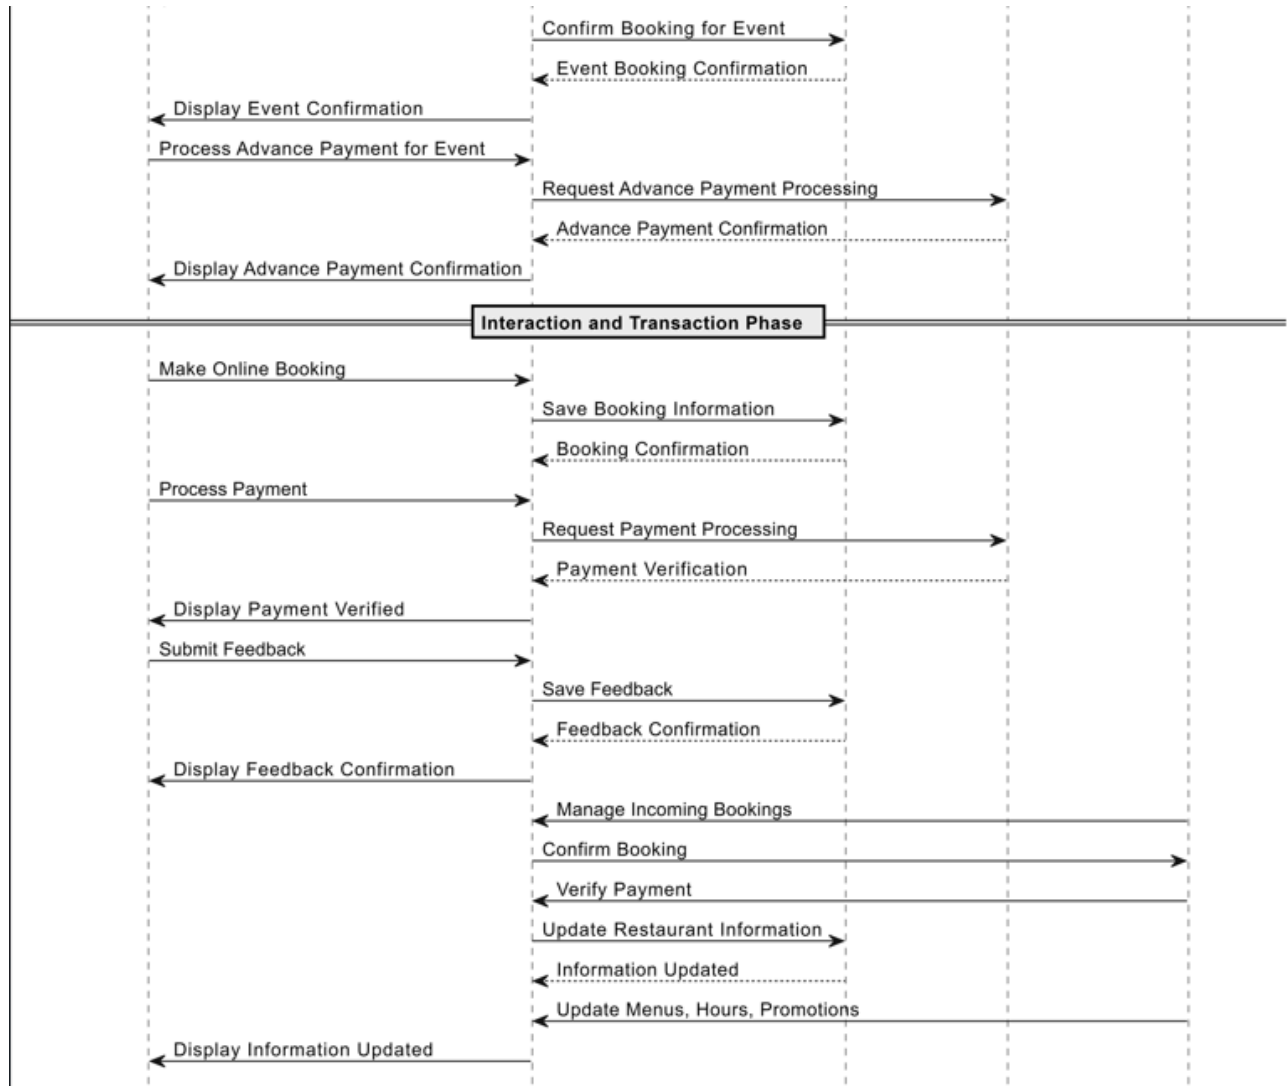 Confirm Booking for Event
Event Booking Confirmation
Display Event Confirmation
Process Advance Payment for Event
Request Advance Payment Processing
Advance Payment Confirmation
Display Advance Payment Confirmation
Interaction and Transaction Phase
Make Online Booking
Save Booking Information
Booking Confirmation
Process Payment
Request Payment Processing
Payment Verification
Display Payment Verified
Submit Feedback
Save Feedback
Feedback Confirmation
Display Feedback Confirmation
Manage Incoming Bookings
Confirm Booking
Verify Payment
Update Restaurant Information
Information Updated
Update Menus, Hours, Promotions
Display Information Updated